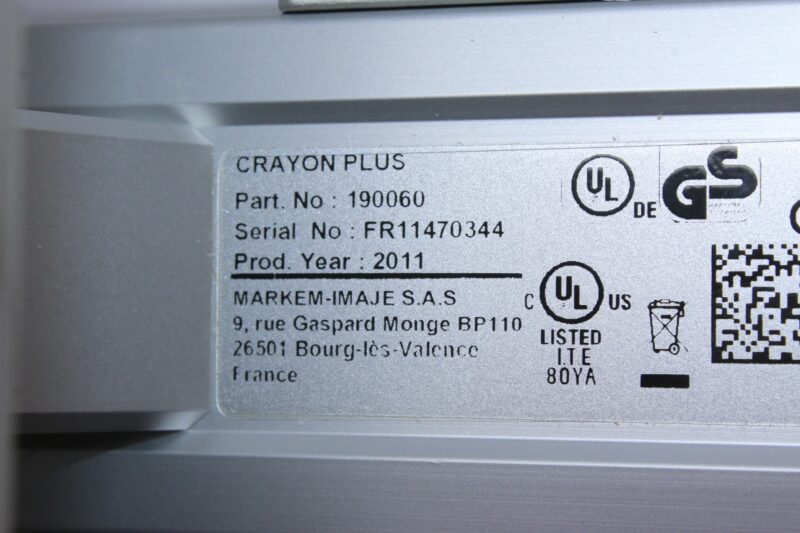 CRAYON PLUS
Part. No : 190060
Serial No : FR11470344
Prod. Year : 2011
MARKEM-IMAJE S.A.S
9, rue Gaspard Monge BP110
26501 Bourg-lès-Valence
France
UL DE
GS
C UL US
LISTED
I.T.E
80YA